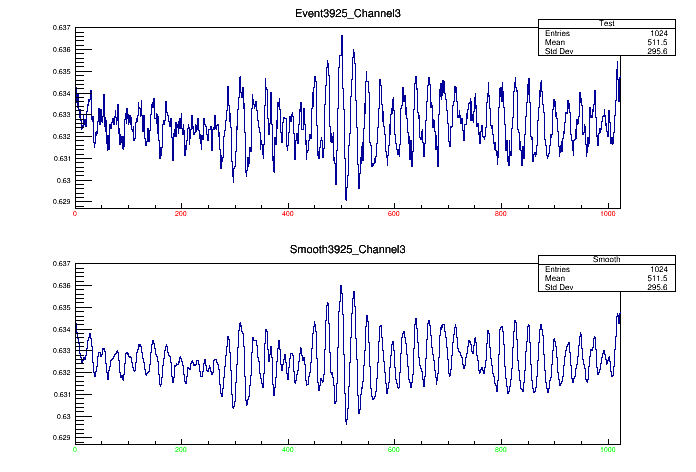 Event3925_Channel3
Test
Entries 1024
Mean 511.5
Std Dev 295.6
0.637
0.636
0.635
0.634
0.633
0.632
0.631
0.63
0.629
0 200 400 600 800 1000
Smooth3925_Channel3
Smooth
Entries 1024
Mean 511.5
Std Dev 295.6
0.637
0.636
0.635
0.634
0.633
0.632
0.631
0.63
0.629
0 200 400 600 800 1000